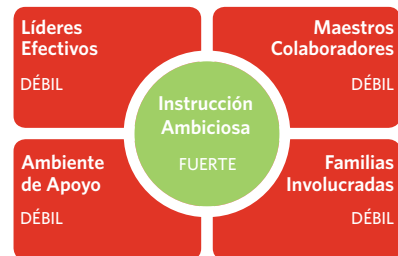 Líderes
Efectivos
DÉBIL
Maestros
Colaboradores
DÉBIL
Instrucción
Ambiciosa
FUERTE
Ambiente
de Apoyo
DÉBIL
Familias
Involucradas
DÉBIL